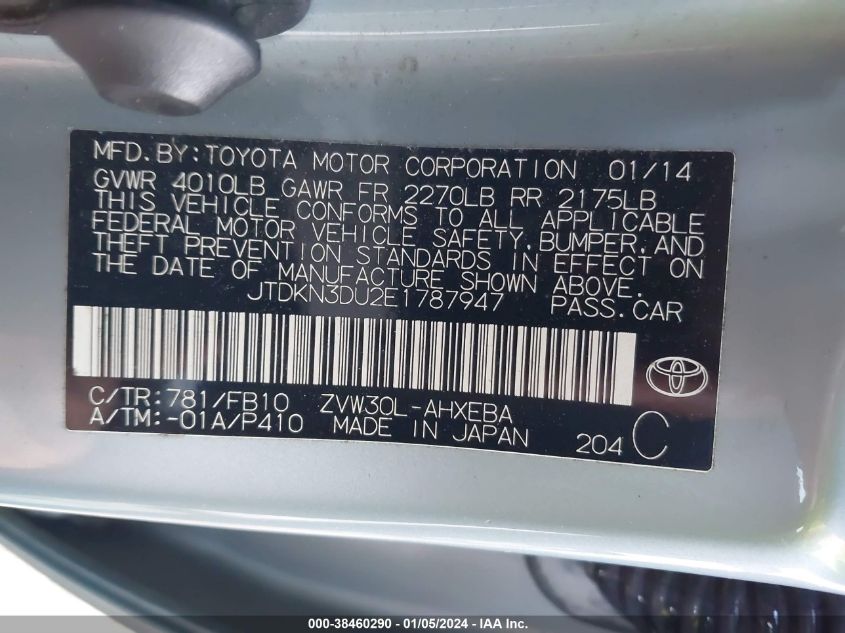 MFD.BY:TOYOTA MOTOR CORPORATION 01/14
GVWR 4010LB GAWR FR 2270LB RR 2175LB
THIS VEHICLE CONFORMS TO ALL APPLICABLE
FEDERAL MOTOR VEHICLE SAFETY,BUMPER,AND
THEFT PREVENTION STANDARDS IN EFFECT ON
THE DATE OF MANUFACTURE SHOWN ABOVE.
JTDKN3DU2E1787947 PASS.CAR
C/TR:781/FB10 ZVW30L-AHXEBA
A/TM:-01A/P410 MADE IN JAPAN 204 C
000-38460290 - 01/05/2024 - IAA Inc.